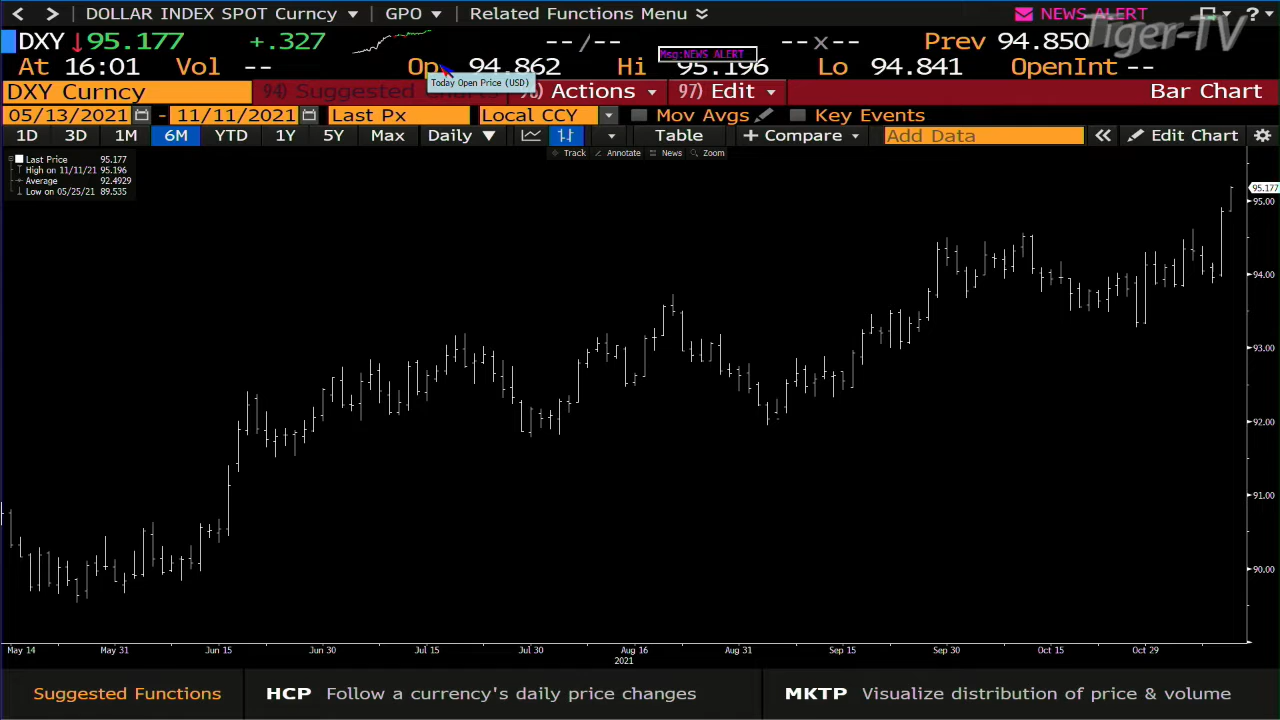 < > DOLLAR INDEX SPOT Curncy GPO Related Functions Menu NEWS ALERT ?
Tiger-TV
DXY ↓95.177 +.327 --/-- --x-- Prev 94.850
Msg:NEWS ALERT
At 16:01 Vol -- Op 94.862 Hi 95.196 Lo 94.841 OpenInt --
Today Open Price (USD)
DXY Curncy 94) Suggested Charts Actions 97) Edit Bar Chart
05/13/2021 - 11/11/2021 Last Px Local CCY Mov Avgs Key Events
1D 3D 1M 6M YTD 1Y 5Y Max Daily ▼ Table + Compare Add Data « Edit Chart
Track Annotate News Zoom
Last Price 95.177
High on 11/11/21 95.196
Average 92.4929
Low on 05/25/21 89.535
95.177
95.00
94.00
93.00
92.00
91.00
90.00
May 14 May 31 Jun 15 Jun 30 Jul 15 Jul 30 Aug 16 Aug 31 Sep 15 Sep 30 Oct 15 Oct 29
2021
Suggested Functions HCP Follow a currency's daily price changes MKTP Visualize distribution of price & volume